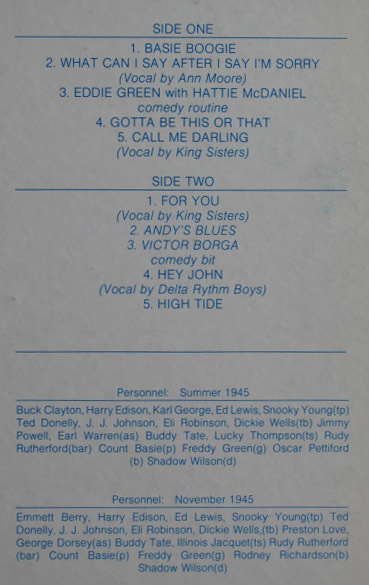 SIDE ONE
1. BASIE BOOGIE
2. WHAT CAN I SAY AFTER I SAY I'M SORRY
(Vocal by Ann Moore)
3. EDDIE GREEN with HATTIE McDANIEL
comedy routine
4. GOTTA BE THIS OR THAT
5. CALL ME DARLING
(Vocal by King Sisters)
SIDE TWO
1. FOR YOU
(Vocal by King Sisters)
2. ANDY'S BLUES
3. VICTOR BORGA
comedy bit
4. HEY JOHN
(Vocal by Delta Rythm Boys)
5. HIGH TIDE
Personnel: Summer 1945
Buck Clayton, Harry Edison, Karl George, Ed Lewis, Snooky Young(tp)
Ted Donelly, J. J. Johnson, Eli Robinson, Dickie Wells(tb) Jimmy
Powell, Earl Warren(as) Buddy Tate, Lucky Thompson(ts) Rudy
Rutherford(bar) Count Basie(p) Freddy Green(g) Oscar Pettiford
(b) Shadow Wilson(d)
Personnel: November 1945
Emmett Berry, Harry Edison, Ed Lewis, Snooky Young(tp) Ted
Donelly, J. J. Johnson, Eli Robinson, Dickie Wells,(tb) Preston Love,
George Dorsey(as) Buddy Tate, Illinois Jacquet(ts) Rudy Rutherford
(bar) Count Basie(p) Freddy Green(g) Rodney Richardson(b)
Shadow Wilson(d)